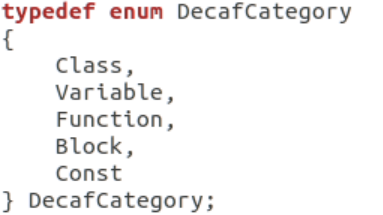 typedef enum DecafCategory
{
    Class,
    Variable,
    Function,
    Block,
    Const
} DecafCategory;